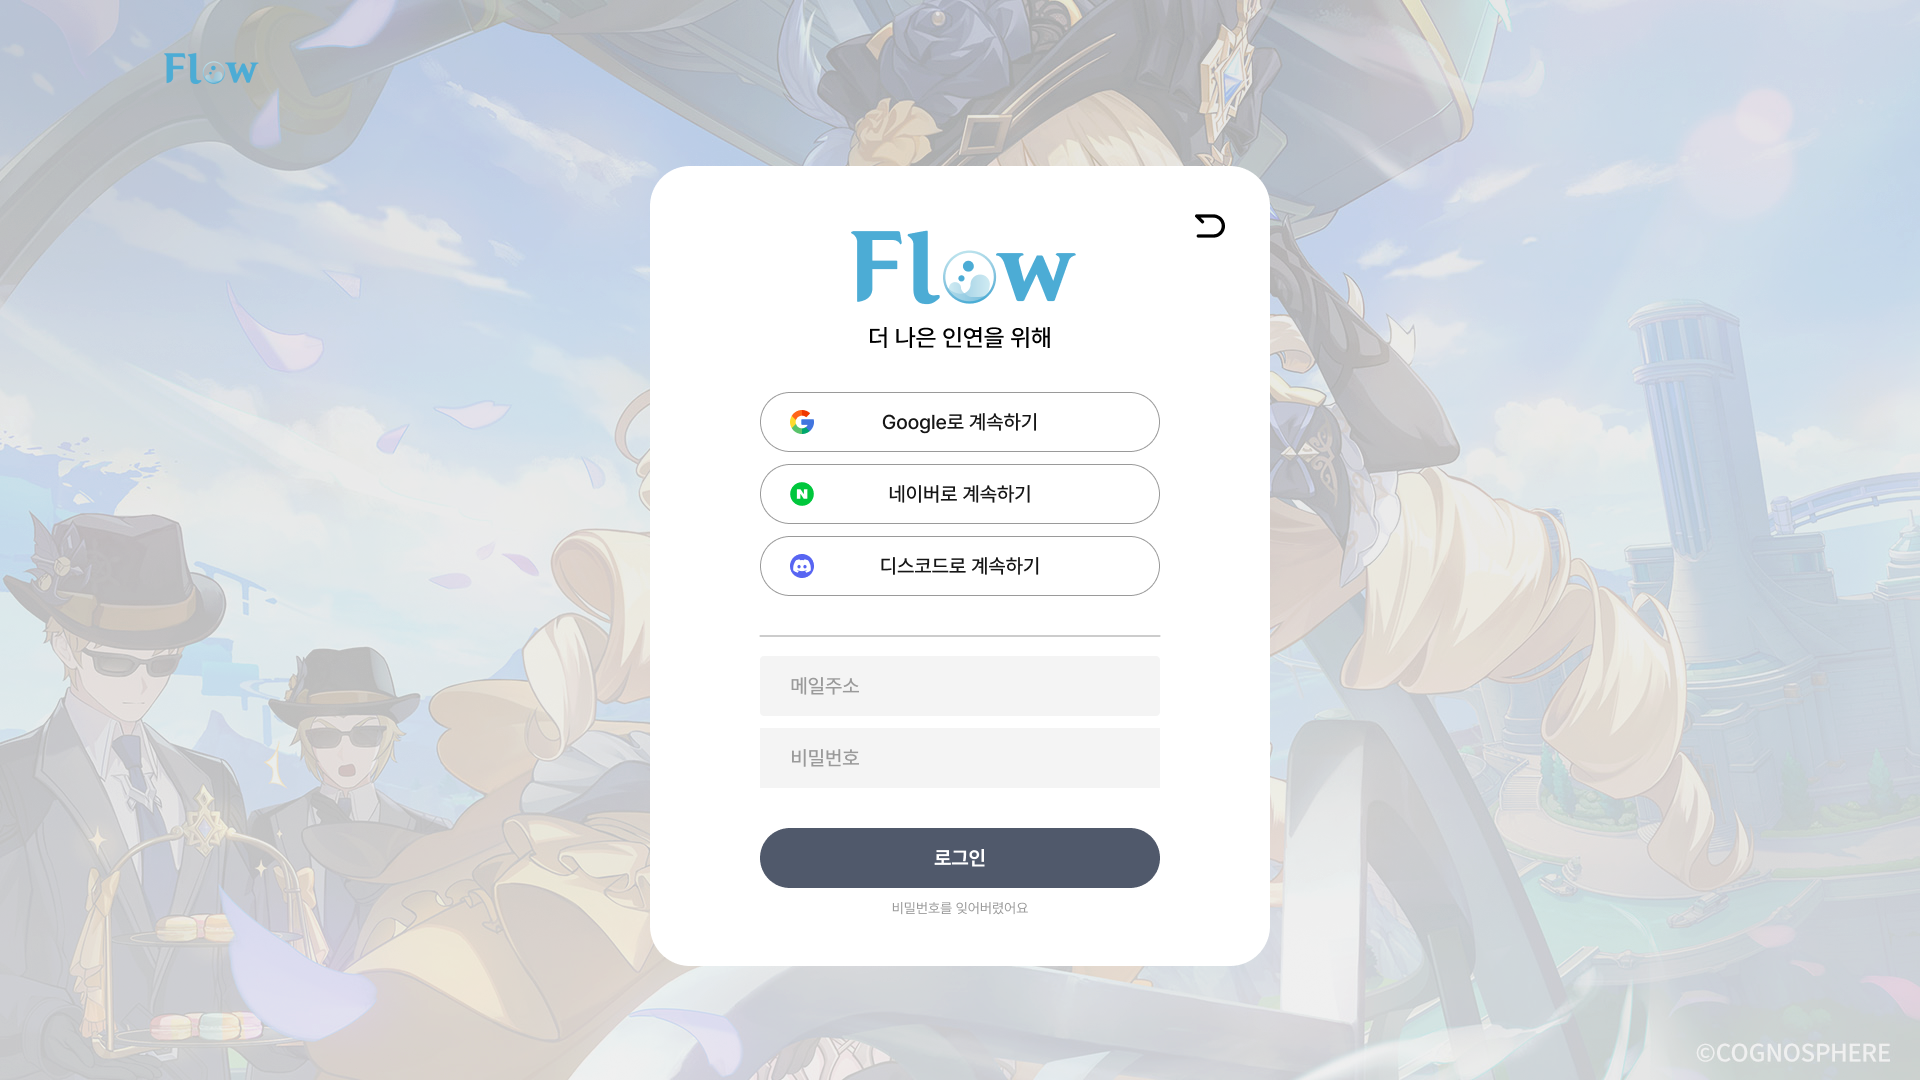 Flow
Flow
더 나은 인연을 위해
Google로 계속하기
네이버로 계속하기
디스코드로 계속하기
메일주소
비밀번호
로그인
비밀번호를 잊어버렸어요
©COGNOSPHERE